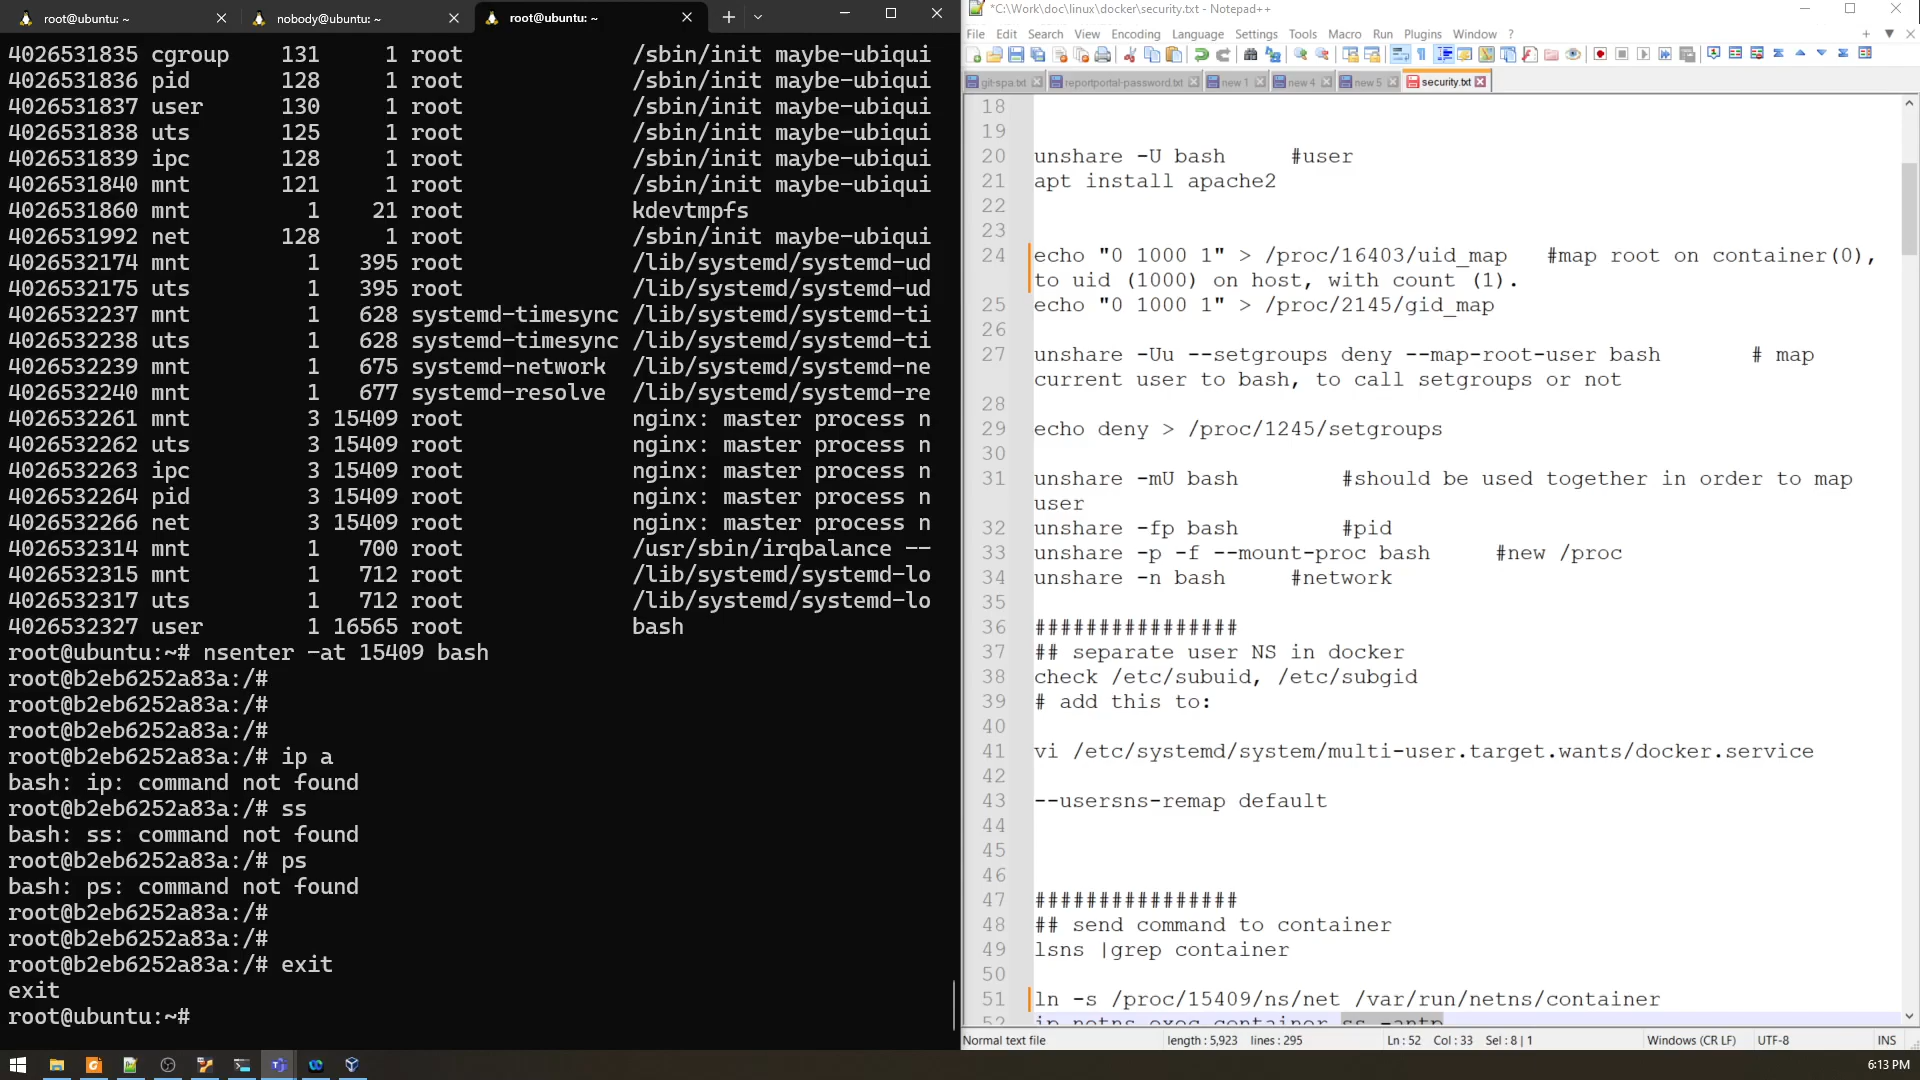 root@ubuntu: ~
nobody@ubuntu: ~
root@ubuntu: ~
4026531835 cgroup 131 1 root /sbin/init maybe-ubiqui
4026531836 pid 128 1 root /sbin/init maybe-ubiqui
4026531837 user 130 1 root /sbin/init maybe-ubiqui
4026531838 uts 125 1 root /sbin/init maybe-ubiqui
4026531839 ipc 128 1 root /sbin/init maybe-ubiqui
4026531840 mnt 121 1 root /sbin/init maybe-ubiqui
4026531860 mnt 1 21 root kdevtmpfs
4026531992 net 128 1 root /sbin/init maybe-ubiqui
4026532174 mnt 1 395 root /lib/systemd/systemd-ud
4026532175 uts 1 395 root /lib/systemd/systemd-ud
4026532237 mnt 1 628 systemd-timesync /lib/systemd/systemd-ti
4026532238 uts 1 628 systemd-timesync /lib/systemd/systemd-ti
4026532239 mnt 1 675 systemd-network /lib/systemd/systemd-ne
4026532240 mnt 1 677 systemd-resolve /lib/systemd/systemd-re
4026532261 mnt 3 15409 root nginx: master process n
4026532262 uts 3 15409 root nginx: master process n
4026532263 ipc 3 15409 root nginx: master process n
4026532264 pid 3 15409 root nginx: master process n
4026532266 net 3 15409 root nginx: master process n
4026532314 mnt 1 700 root /usr/sbin/irqbalance --
4026532315 mnt 1 712 root /lib/systemd/systemd-lo
4026532317 uts 1 712 root /lib/systemd/systemd-lo
4026532327 user 1 16565 root bash
root@ubuntu:~# nsenter -at 15409 bash
root@b2eb6252a83a:/#
root@b2eb6252a83a:/#
root@b2eb6252a83a:/#
root@b2eb6252a83a:/# ip a
bash: ip: command not found
root@b2eb6252a83a:/# ss
bash: ss: command not found
root@b2eb6252a83a:/# ps
bash: ps: command not found
root@b2eb6252a83a:/#
root@b2eb6252a83a:/#
root@b2eb6252a83a:/# exit
exit
root@ubuntu:~#
*C:\Work\doc\linux\docker\security.txt - Notepad++
File Edit Search View Encoding Language Settings Tools Macro Run Plugins Window ?
git-spa.txt reportportal-password.txt new 1 new 4 new 5 security.txt
18
19
20 unshare -U bash #user
21 apt install apache2
22
23
24 echo "0 1000 1" > /proc/16403/uid_map #map root on container(0),
to uid (1000) on host, with count (1).
25 echo "0 1000 1" > /proc/2145/gid_map
26
27 unshare -Uu --setgroups deny --map-root-user bash # map
current user to bash, to call setgroups or not
28
29 echo deny > /proc/1245/setgroups
30
31 unshare -mU bash #should be used together in order to map
user
32 unshare -fp bash #pid
33 unshare -p -f --mount-proc bash #new /proc
34 unshare -n bash #network
35
36 ################
37 ## separate user NS in docker
38 check /etc/subuid, /etc/subgid
39 # add this to:
40
41 vi /etc/systemd/system/multi-user.target.wants/docker.service
42
43 --usersns-remap default
44
45
46
47 ################
48 ## send command to container
49 lsns |grep container
50
51 ln -s /proc/15409/ns/net /var/run/netns/container
52 ip netns exec container ss -antp
Normal text file length : 5,923 lines : 295 Ln : 52 Col : 33 Sel : 8 | 1 Windows (CR LF) UTF-8 INS
6:13 PM